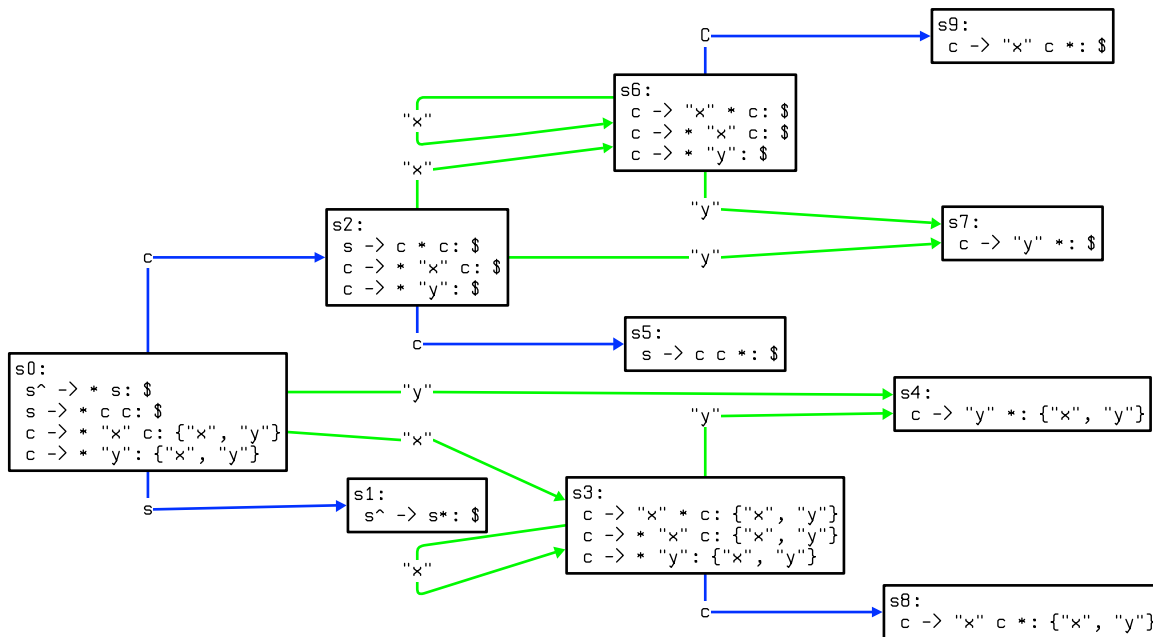 C
s9:
c -> "x" c *: $
s6:
c -> "x" * c: $
c -> * "x" c: $
c -> * "y": $
"x"
"x"
"y"
s7:
c -> "y" *: $
s2:
s -> c * c: $
c -> * "x" c: $
c -> * "y": $
c
"y"
c
s5:
s -> c c *: $
s0:
s^ -> * s: $
s -> * c c: $
c -> * "x" c: {"x", "y"}
c -> * "y": {"x", "y"}
"y"
s4:
c -> "y" *: {"x", "y"}
"y"
"x"
s
s1:
s^ -> s*: $
s3:
c -> "x" * c: {"x", "y"}
c -> * "x" c: {"x", "y"}
c -> * "y": {"x", "y"}
"x"
c
s8:
c -> "x" c *: {"x", "y"}